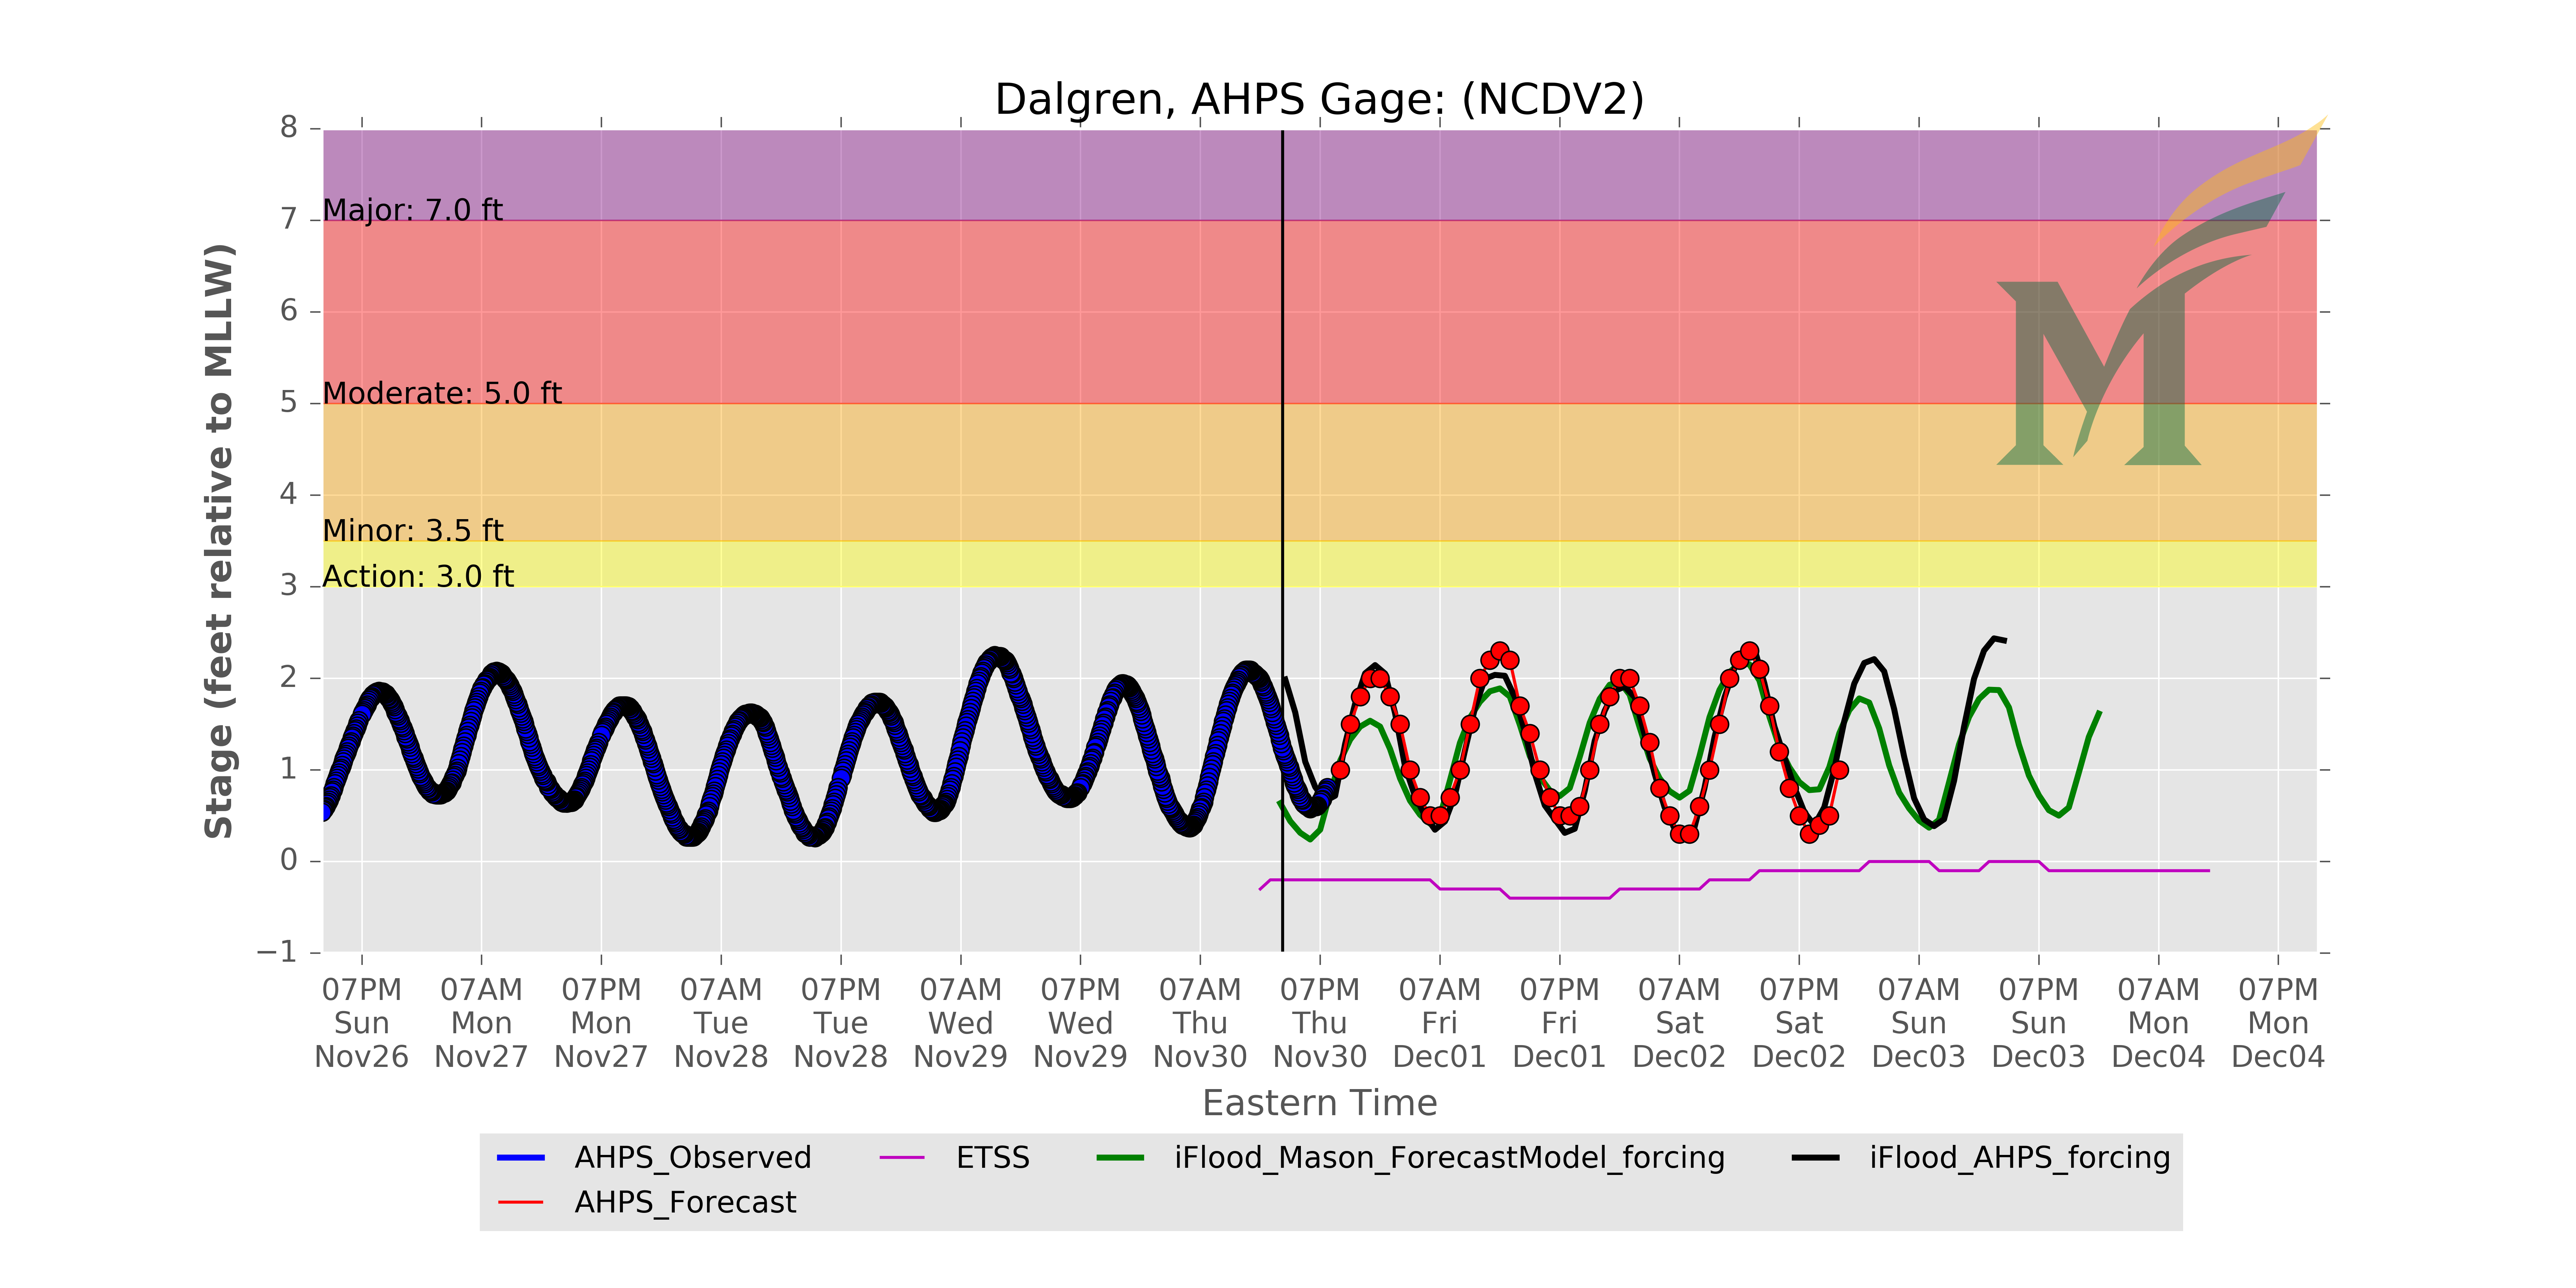 Dalgren, AHPS Gage: (NCDV2)
Stage (feet relative to MLLW)
8
7
6
5
4
3
2
1
0
−1
Major: 7.0 ft
Moderate: 5.0 ft
Minor: 3.5 ft
Action: 3.0 ft
M
07PM 07AM 07PM 07AM 07PM 07AM 07PM 07AM 07PM 07AM 07PM 07AM 07PM 07AM 07PM 07AM 07PM
Sun Mon Mon Tue Tue Wed Wed Thu Thu Fri Fri Sat Sat Sun Sun Mon Mon
Nov26 Nov27 Nov27 Nov28 Nov28 Nov29 Nov29 Nov30 Nov30 Dec01 Dec01 Dec02 Dec02 Dec03 Dec03 Dec04 Dec04
Eastern Time
AHPS_Observed ETSS iFlood_Mason_ForecastModel_forcing iFlood_AHPS_forcing
AHPS_Forecast